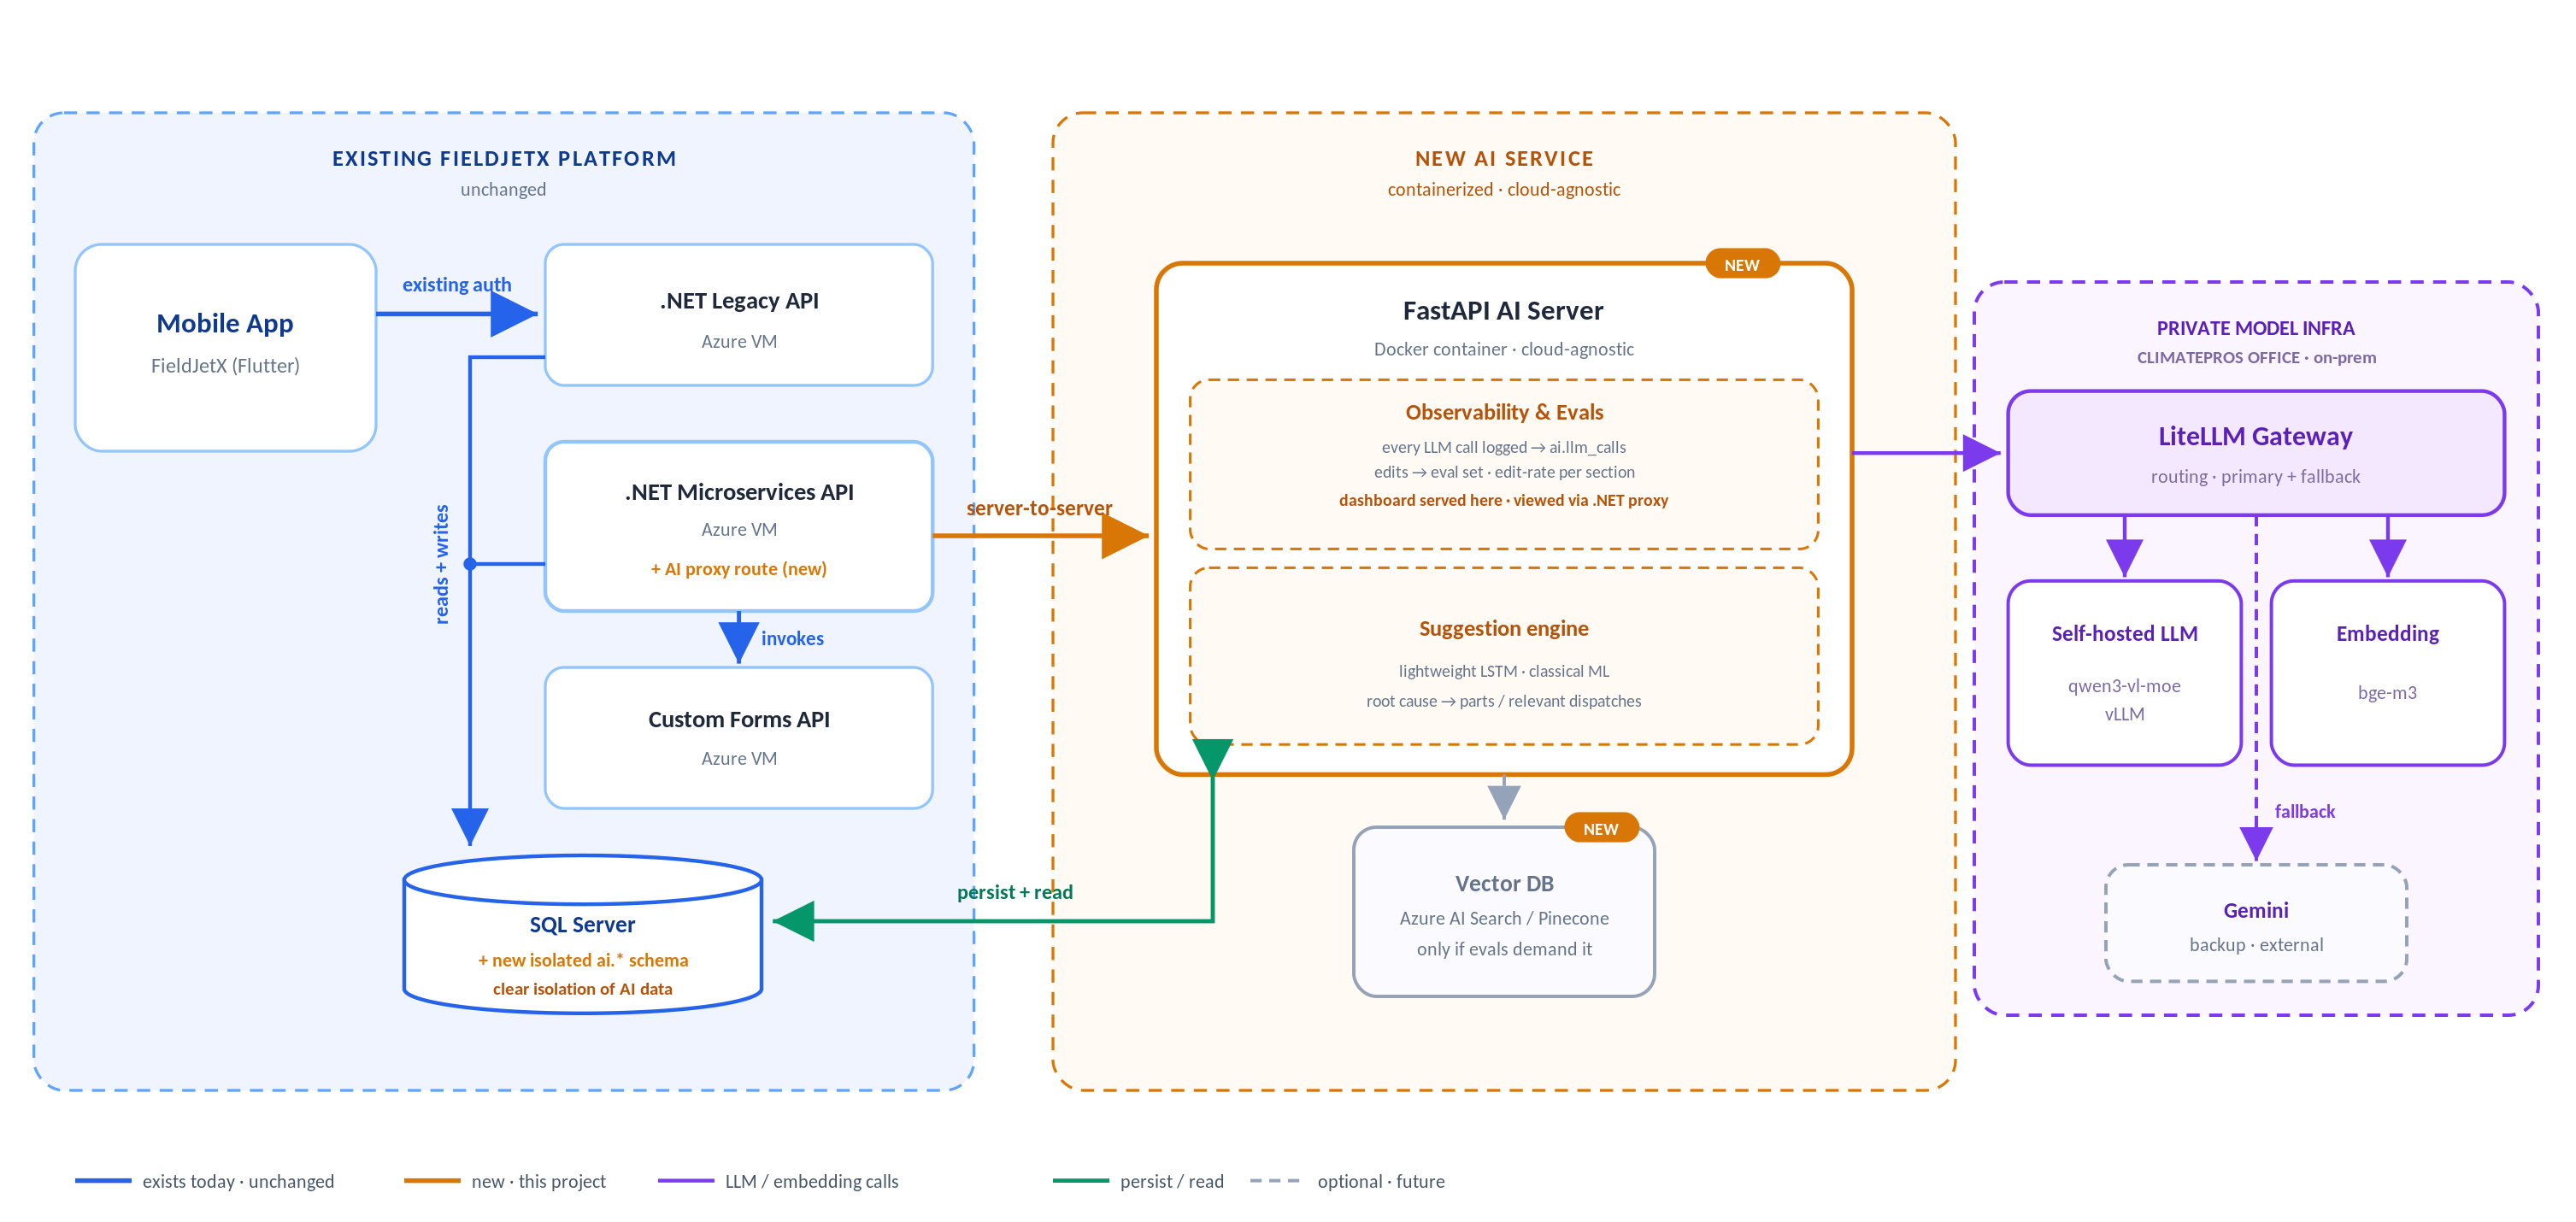 EXISTING FIELDJETX PLATFORM
unchanged
Mobile App
FieldJetX (Flutter)
existing auth
.NET Legacy API
Azure VM
.NET Microservices API
Azure VM
+ AI proxy route (new)
reads + writes
invokes
Custom Forms API
Azure VM
SQL Server
+ new isolated ai.* schema
clear isolation of AI data
server-to-server
persist + read
NEW AI SERVICE
containerized · cloud-agnostic
NEW
FastAPI AI Server
Docker container · cloud-agnostic
Observability & Evals
every LLM call logged → ai.llm_calls
edits → eval set · edit-rate per section
dashboard served here · viewed via .NET proxy
Suggestion engine
lightweight LSTM · classical ML
root cause → parts / relevant dispatches
NEW
Vector DB
Azure AI Search / Pinecone
only if evals demand it
PRIVATE MODEL INFRA
CLIMATEPROS OFFICE · on-prem
LiteLLM Gateway
routing · primary + fallback
Self-hosted LLM
qwen3-vl-moe
vLLM
Embedding
bge-m3
fallback
Gemini
backup · external
exists today · unchanged
new · this project
LLM / embedding calls
persist / read
optional · future